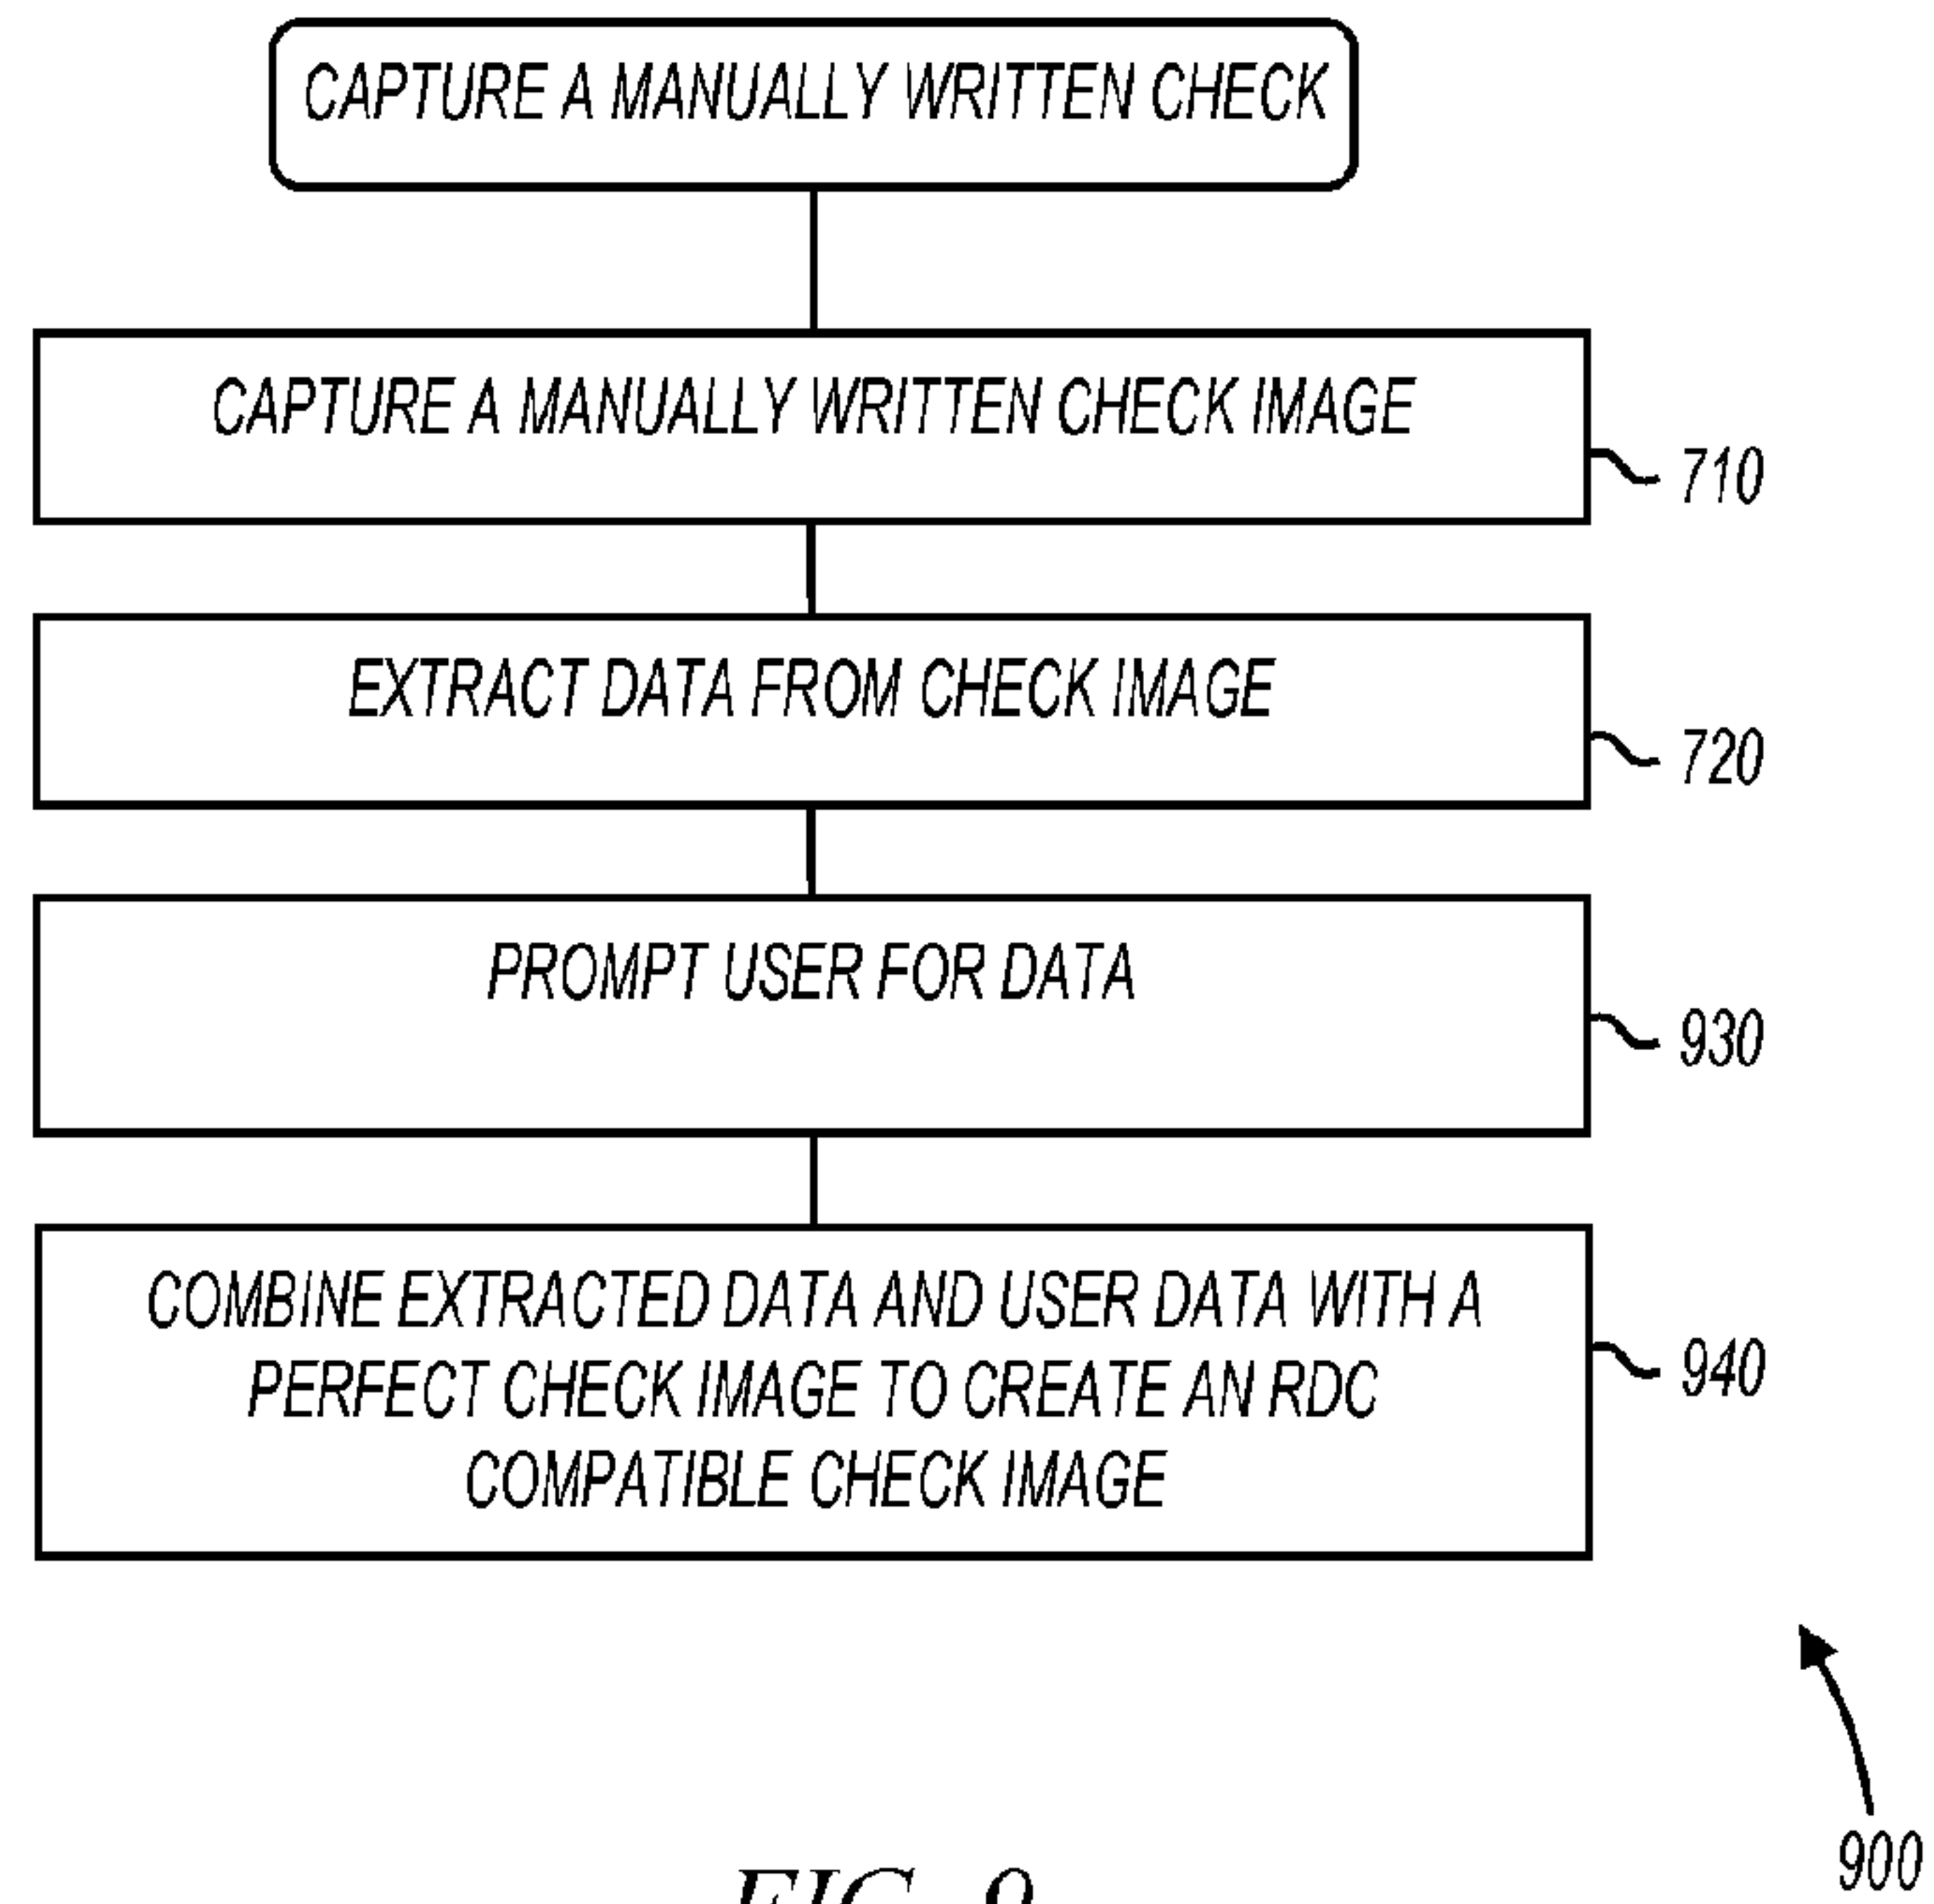 CAPTURE A MANUALLY WRITTEN CHECK
CAPTURE A MANUALLY WRITTEN CHECK IMAGE
710
EXTRACT DATA FROM CHECK IMAGE
720
PROMPT USER FOR DATA
930
COMBINE EXTRACTED DATA AND USER DATA WITH A
PERFECT CHECK IMAGE TO CREATE AN RDC
COMPATIBLE CHECK IMAGE
940
900
FIG. 9